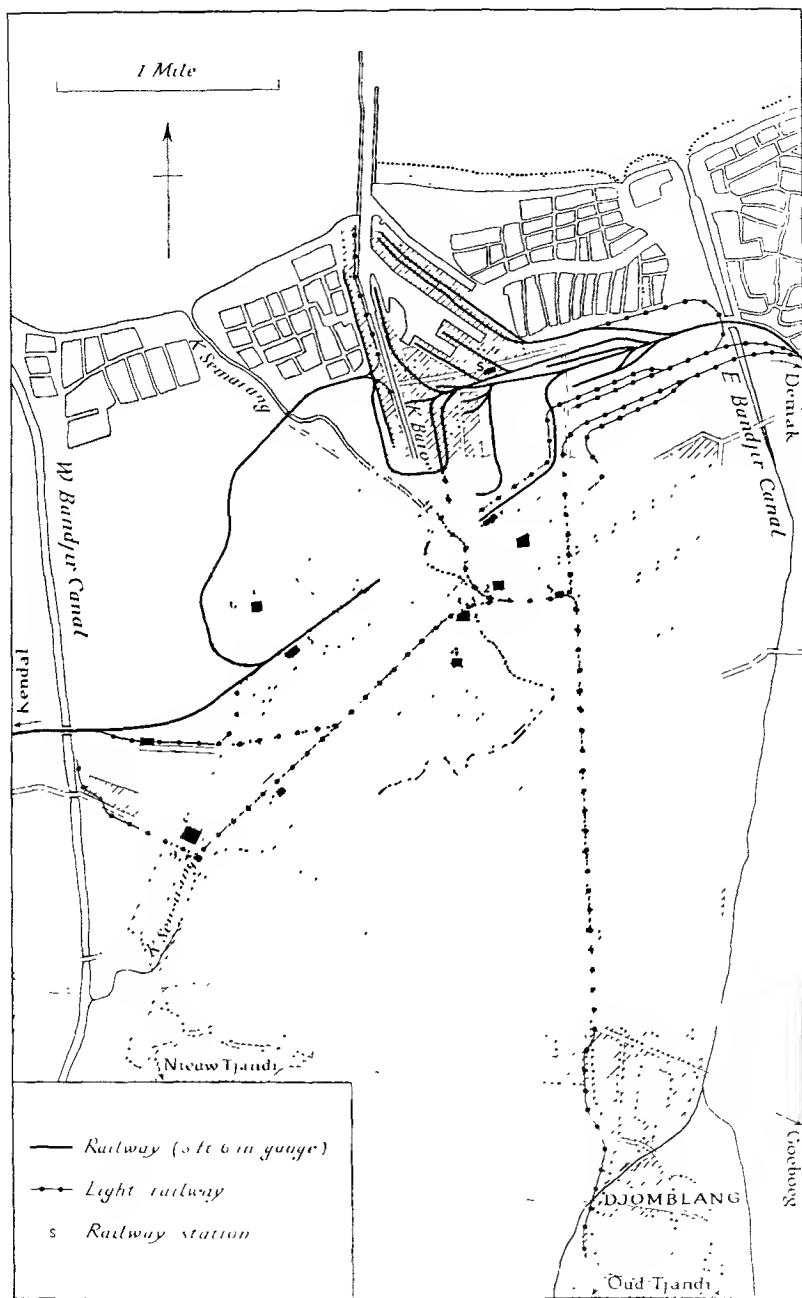 1 Mile
K Semarang
K Baroe
S
Demak
E Bandjir Canal
W Bandjir Canal
Kendal
K Semarang
Nieuw Tjandi
Railway (3 ft 6 in gauge)
Light railway
S Railway station
DJOMBLANG
Oud Tjandi
Goeboeg